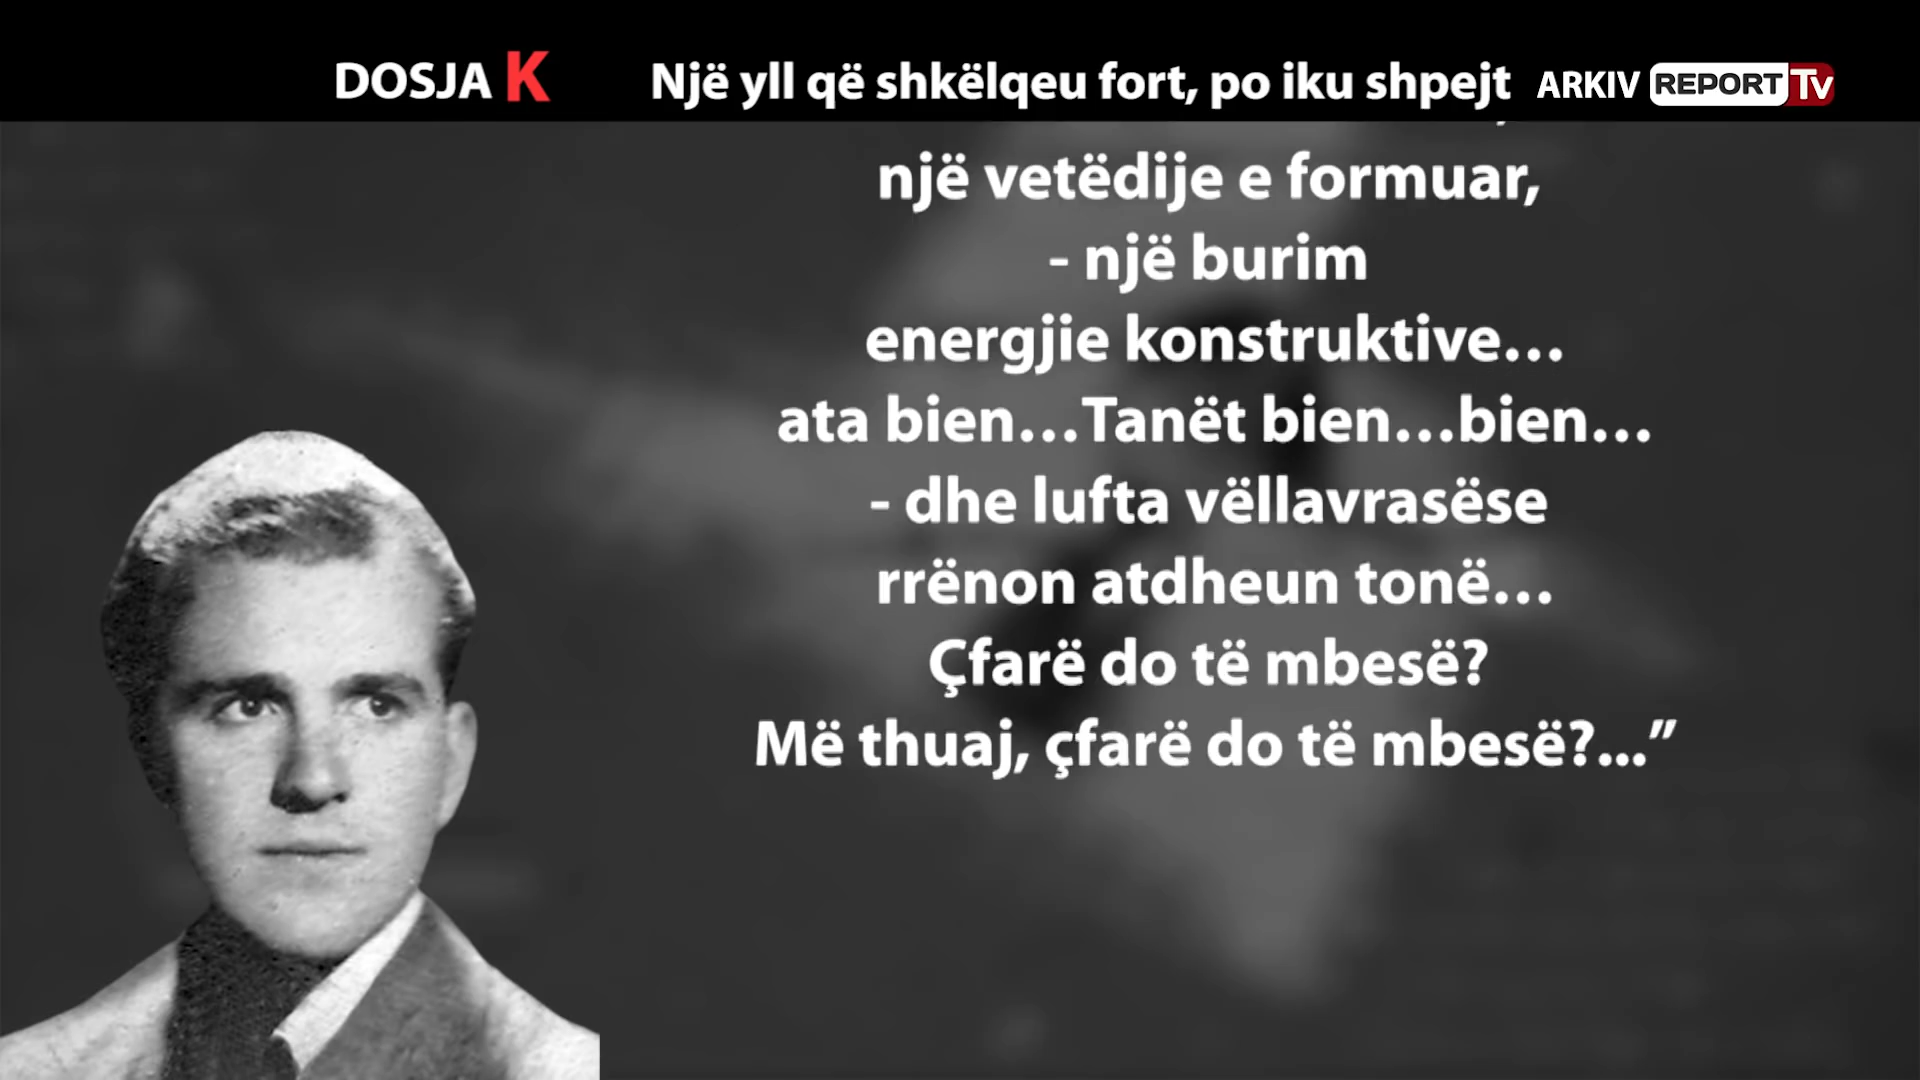 DOSJA K Një yll që shkëlqeu fort, po iku shpejt ARKIV REPORT Tv
një vetëdije e formuar,
- një burim
energjie konstruktive...
ata bien...Tanët bien...bien...
- dhe lufta vëllavrasëse
rrënon atdheun tonë...
Çfarë do të mbesë?
Më thuaj, çfarë do të mbesë?...”